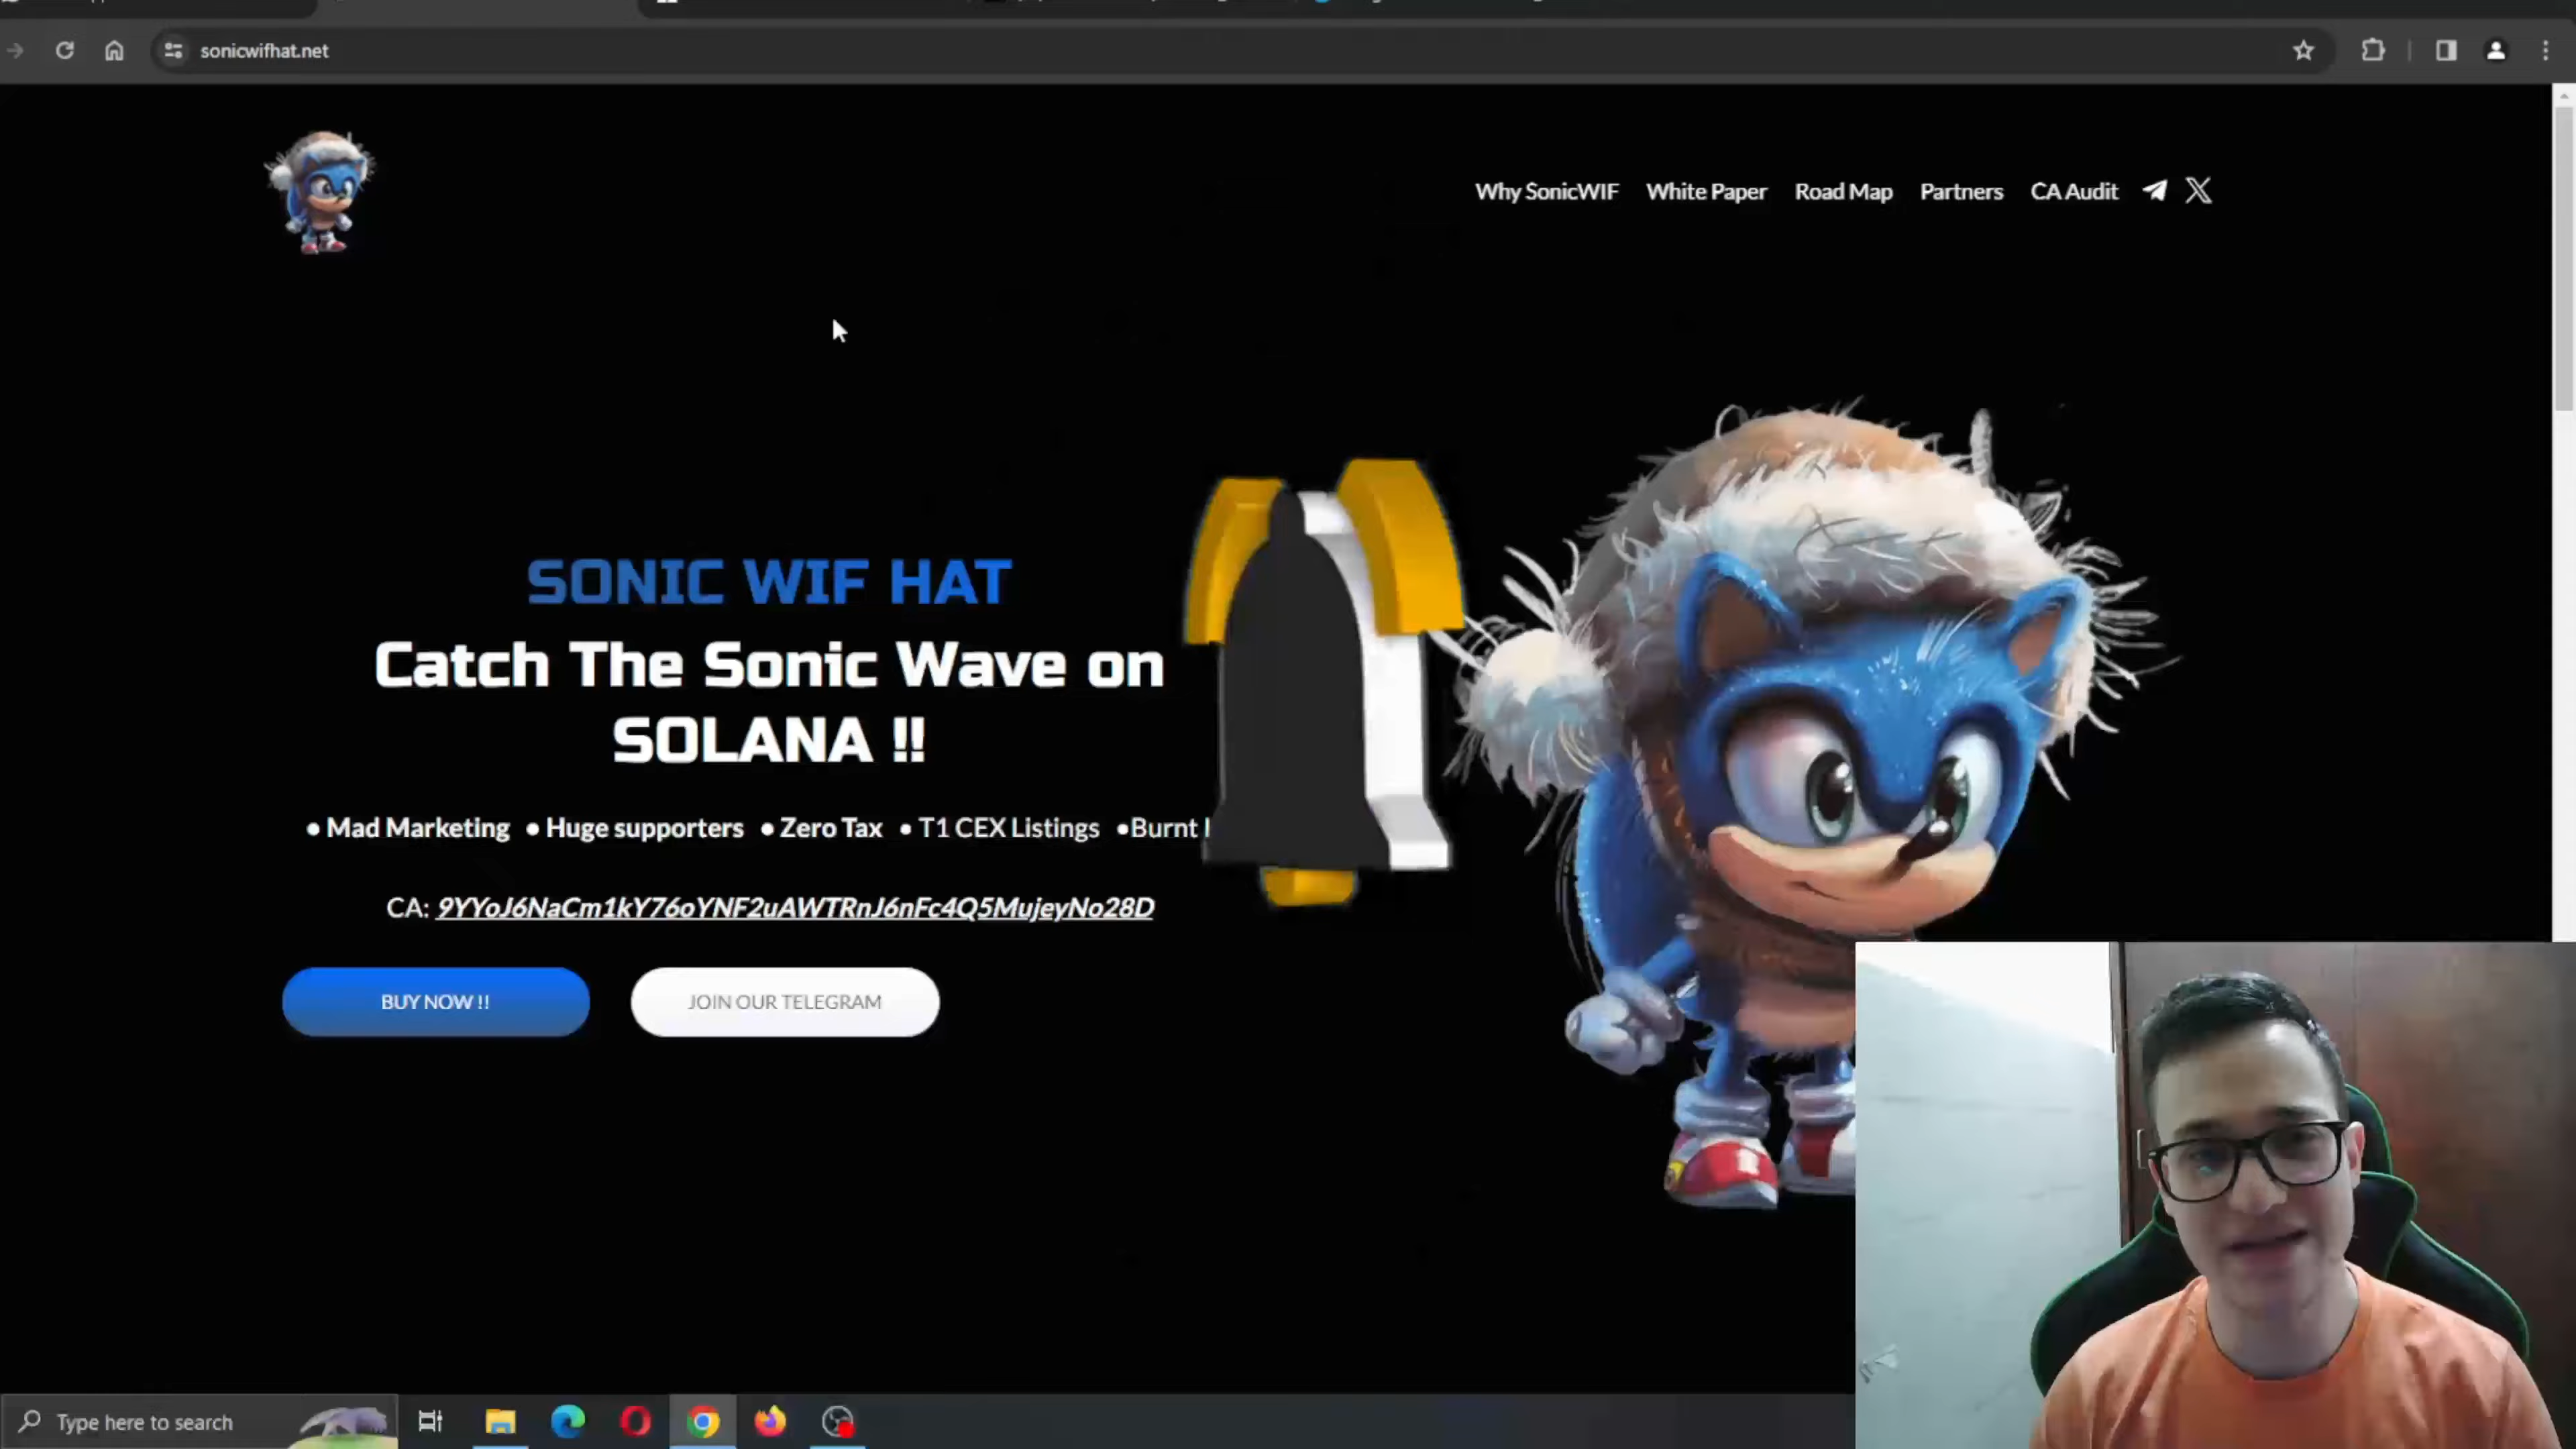 sonicwifhat.net
Why SonicWIF White Paper Road Map Partners CA Audit
SONIC WIF HAT
Catch The Sonic Wave on
SOLANA !!
● Mad Marketing ● Huge supporters ● Zero Tax ● T1 CEX Listings ●Burnt
CA: 9YYoJ6NaCm1kY76oYNF2uAWTRnJ6nFc4Q5MujeyNo28D
BUY NOW !! JOIN OUR TELEGRAM
Type here to search